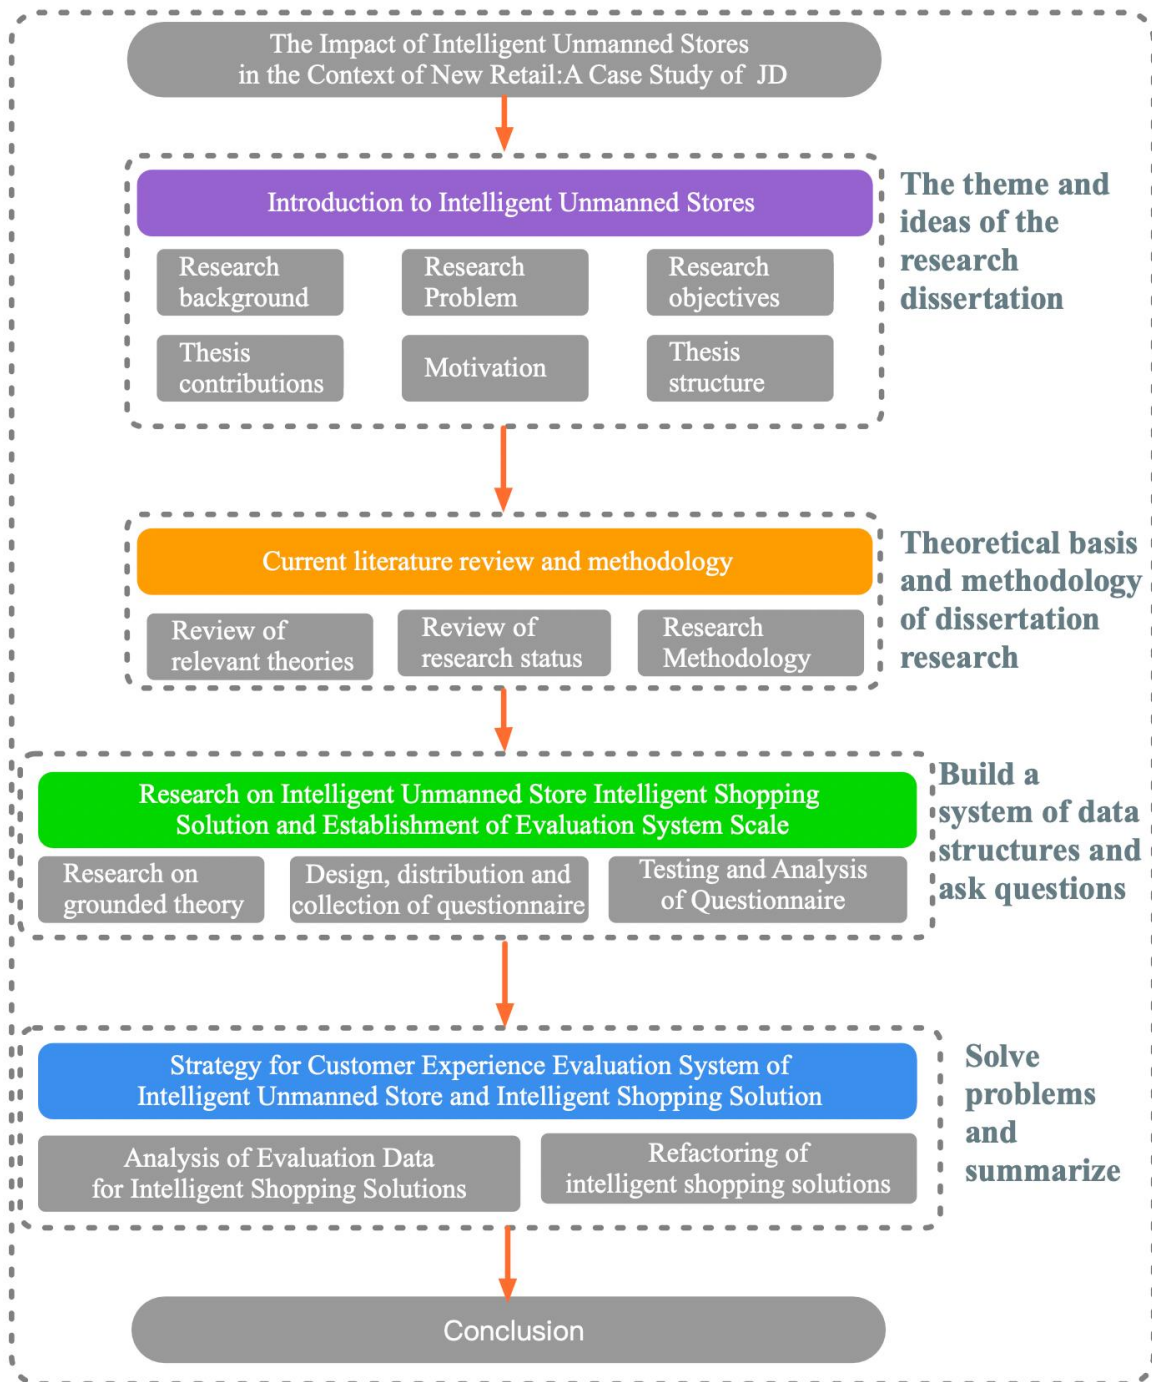 The Impact of Intelligent Unmanned Stores
in the Context of New Retail:A Case Study of JD
Introduction to Intelligent Unmanned Stores
The theme and
ideas of the
research
dissertation
Research
background
Research
Problem
Research
objectives
Thesis
contributions
Motivation
Thesis
structure
Current literature review and methodology
Theoretical basis
and methodology
of dissertation
research
Review of
relevant theories
Review of
research status
Research
Methodology
Research on Intelligent Unmanned Store Intelligent Shopping
Solution and Establishment of Evaluation System Scale
Build a
system of data
structures and
ask questions
Research on
grounded theory
Design, distribution and
collection of questionnaire
Testing and Analysis
of Questionnaire
Strategy for Customer Experience Evaluation System of
Intelligent Unmanned Store and Intelligent Shopping Solution
Solve
problems
and
summarize
Analysis of Evaluation Data
for Intelligent Shopping Solutions
Refactoring of
intelligent shopping solutions
Conclusion